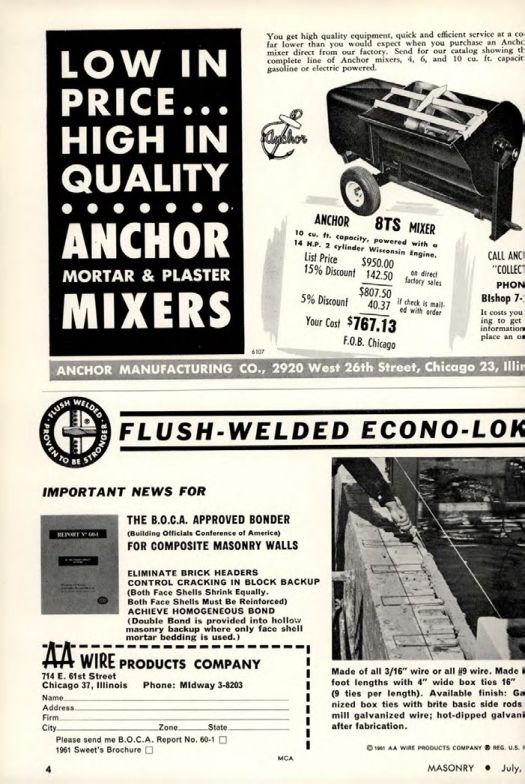 LOW IN
PRICE...
HIGH IN
QUALITY
ANCHOR
MORTAR & PLASTER
MIXERS
You get high quality equipment, quick and efficient service at a
far lower than you would expect when you purchase an
mixer direct from our factory. Send for our catalog showing
complete line of Anchor mixers, 4, 6, and 10 cu. ft.
gasoline or electric powered.
Anchor
ANCHOR 8TS MIXER
10 cu. ft. capacity, powered with a
14 H.P. 2 cylinder Wisconsin Engine.
List Price $950.00
15% Discount 142.50 on direct
factory sales
$807.50
5% Discount 40.37 if check is mail-
ed with order
Your Cost $767.13
F.O.B. Chicago
CALL
"COLLECT
PHON
BIshop 7-
It costs you
ing to get
information
place an
6107
ANCHOR MANUFACTURING CO., 2920 West 26th Street, Chicago 23,
FLUSH WELDED
PROVEN TO BE STRONGER
FLUSH-WELDED ECONO-LOK
IMPORTANT NEWS FOR
REPORT No 60-1
THE B.O.C.A. APPROVED BONDER
(Building Officials Conference of America)
FOR COMPOSITE MASONRY WALLS
ELIMINATE BRICK HEADERS
CONTROL CRACKING IN BLOCK BACKUP
(Both Face Shells Shrink Equally.
Both Face Shells Must Be Reinforced)
ACHIEVE HOMOGENEOUS BOND
(Double Bond is provided into hollow
masonry backup where only face shell
mortar bedding is used.)
AA WIRE PRODUCTS COMPANY
714 E. 61st Street
Chicago 37, Illinois Phone: MIdway 3-8203
Name
Address
Firm
City Zone State
Please send me B.O.C.A. Report No. 60-1
1961 Sweet's Brochure
MCA
Made of all 3/16" wire or all #9 wire. Made
foot lengths with 4" wide box ties 16"
(9 ties per length). Available finish:
nized box ties with brite basic side rods
mill galvanized wire; hot-dipped
after fabrication.
© 1961 AA WIRE PRODUCTS COMPANY ® REG. U.S.
4
MASONRY • July,